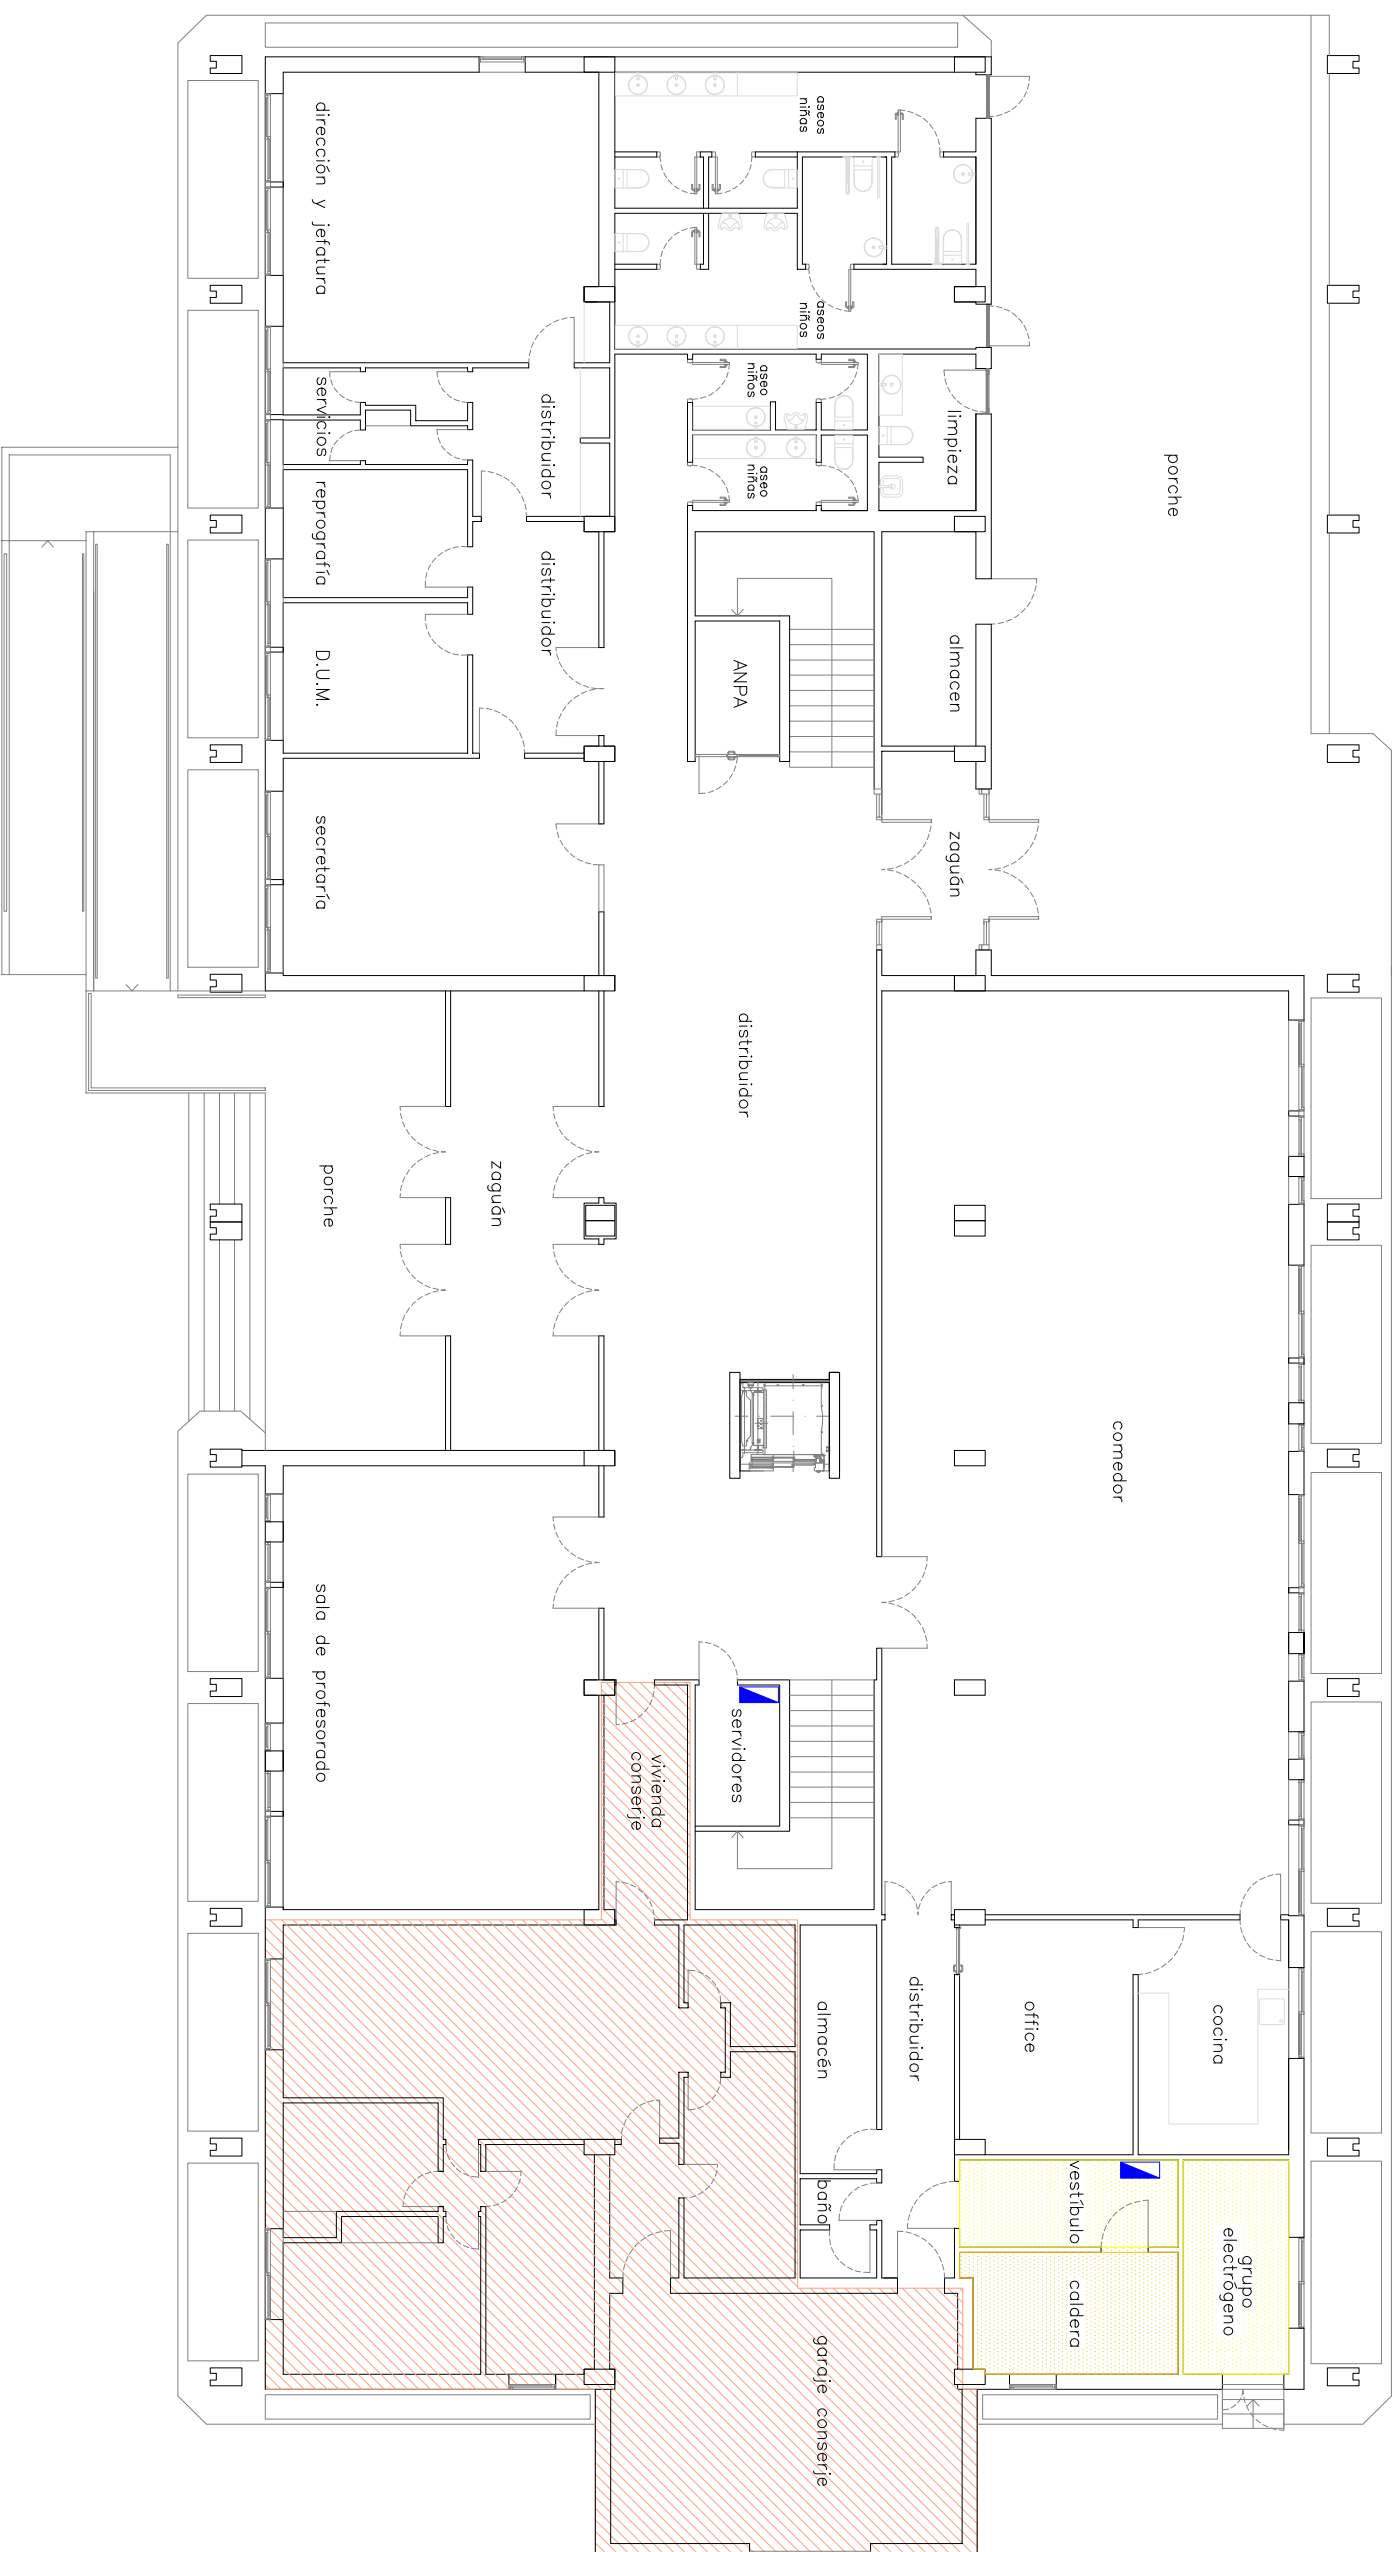 aseos
niñas
dirección y jefatura
aseos
niños
aseo
niños
servicios
distribuidor
limpieza
aseo
niñas
porche
reprografía
distribuidor
D.U.M.
ANPA
almacen
secretaría
zaguán
distribuidor
porche
zaguán
comedor
sala de profesorado
vivienda
conserje
servidores
almacén
distribuidor
office
cocina
baño
vestíbulo
grupo
electrógeno
caldera
garaje conserje